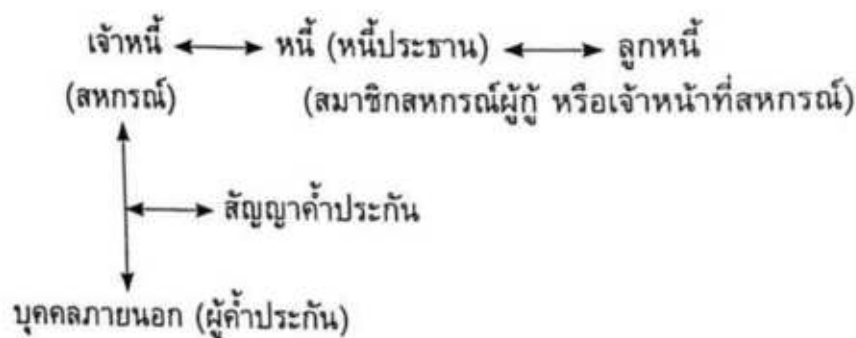 เจ้าหนี้ หนี้ (หนี้ประธาน) ลูกหนี้
(สหกรณ์) (สมาชิกสหกรณ์ผู้กู้ หรือเจ้าหน้าที่สหกรณ์)
สัญญาค้ำประกัน
บุคคลภายนอก (ผู้ค้ำประกัน)